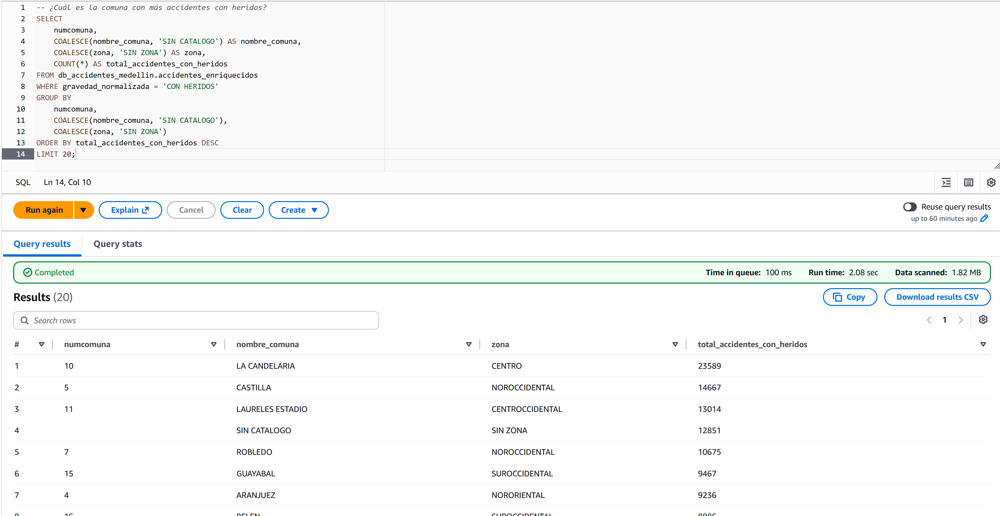 1 -- ¿Cuál es la comuna con más accidentes con heridos?
2 SELECT
3 numcomuna,
4 COALESCE(nombre_comuna, 'SIN CATALOGO') AS nombre_comuna,
5 COALESCE(zona, 'SIN ZONA') AS zona,
6 COUNT(*) AS total_accidentes_con_heridos
7 FROM db_accidentes_medellin.accidentes_enriquecidos
8 WHERE gravedad_normalizada = 'CON HERIDOS'
9 GROUP BY
10 numcomuna,
11 COALESCE(nombre_comuna, 'SIN CATALOGO'),
12 COALESCE(zona, 'SIN ZONA')
13 ORDER BY total_accidentes_con_heridos DESC
14 LIMIT 20;
SQL Ln 14, Col 10
Run again Explain Cancel Clear Create Reuse query results
up to 60 minutes ago
Query results Query stats
Completed Time in queue: 100 ms Run time: 2.08 sec Data scanned: 1.82 MB
Results (20) Copy Download results CSV
Search rows 1
# numcomuna nombre_comuna zona total_accidentes_con_heridos
1 10 LA CANDELARIA CENTRO 23589
2 5 CASTILLA NOROCCIDENTAL 14667
3 11 LAURELES ESTADIO CENTROCCIDENTAL 13014
4 SIN CATALOGO SIN ZONA 12851
5 7 ROBLEDO NOROCCIDENTAL 10675
6 15 GUAYABAL SUROCCIDENTAL 9467
7 4 ARANJUEZ NORORIENTAL 9236
8 16 BELEN SUROCCIDENTAL 8886